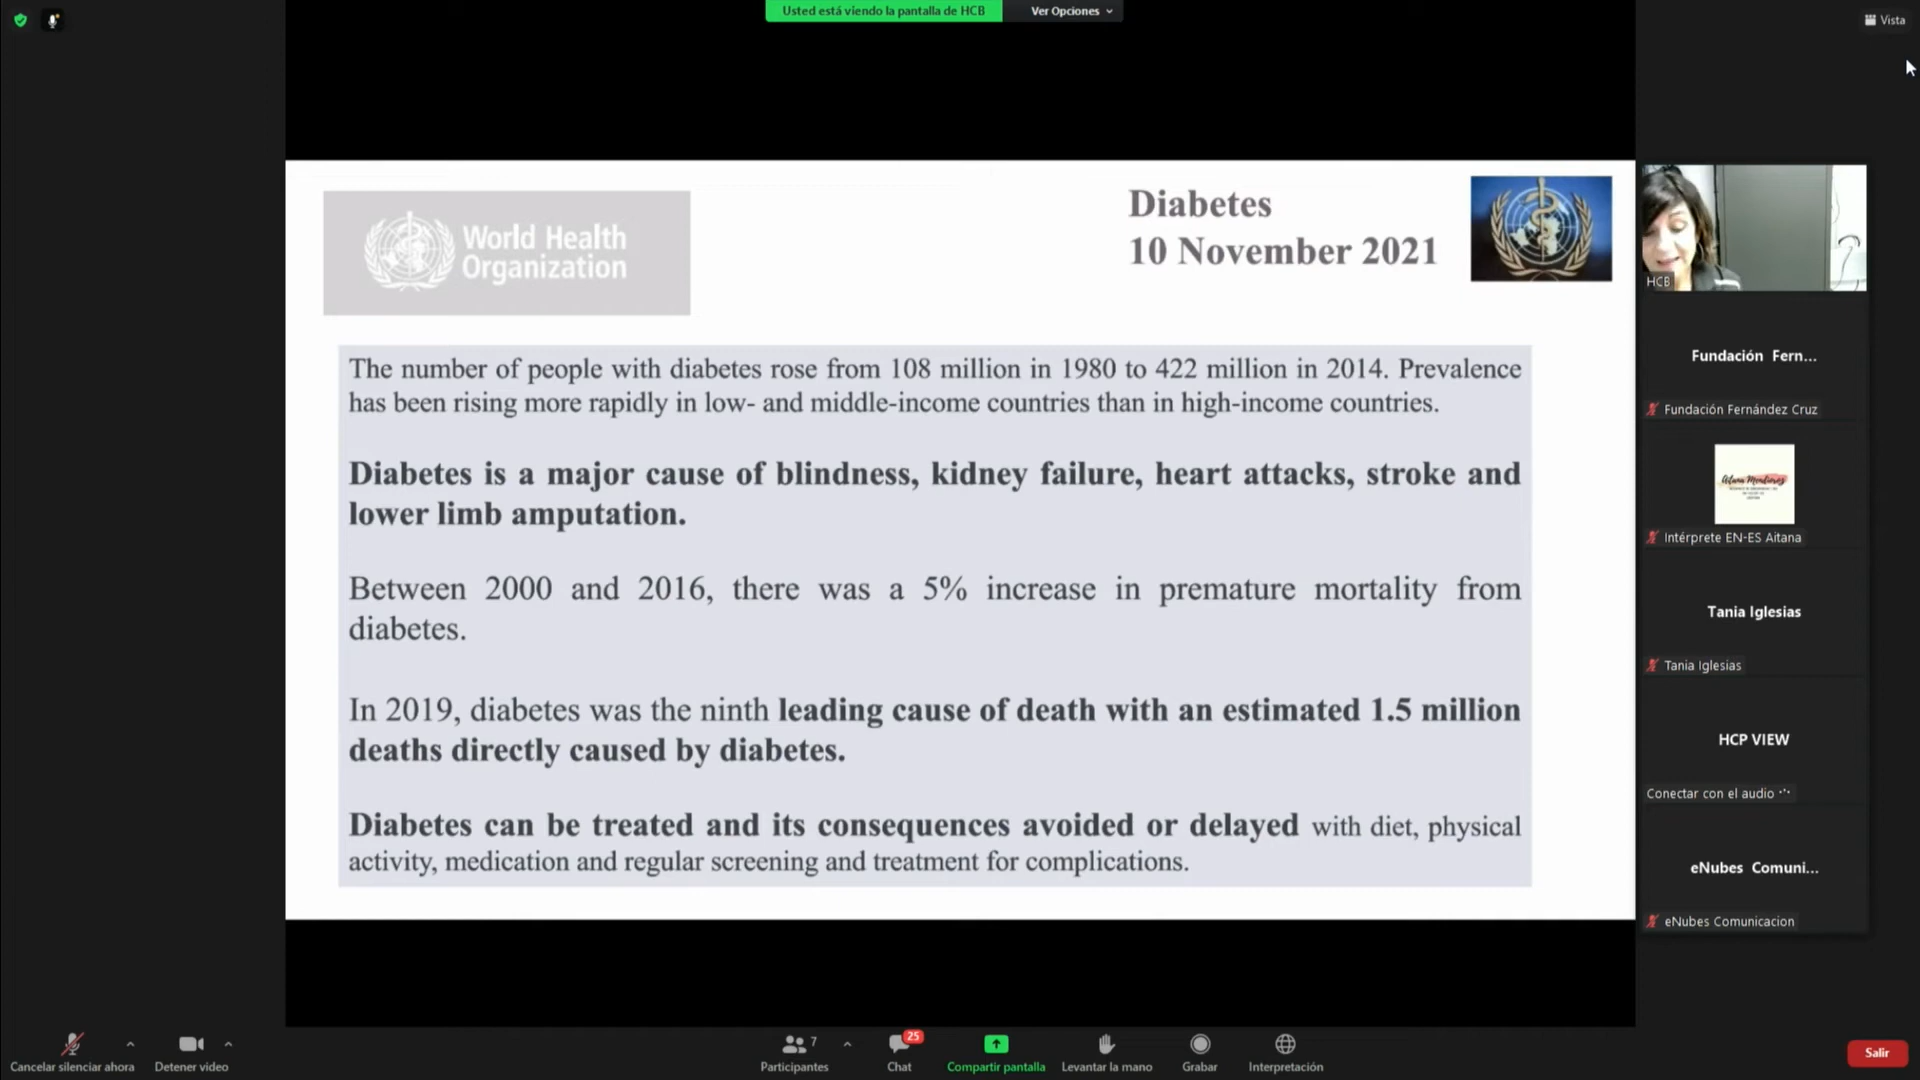 Usted está viendo la pantalla de HCB
Ver Opciones
Vista
World Health
Organization
Diabetes
10 November 2021
The number of people with diabetes rose from 108 million in 1980 to 422 million in 2014. Prevalence
has been rising more rapidly in low- and middle-income countries than in high-income countries.
Diabetes is a major cause of blindness, kidney failure, heart attacks, stroke and
lower limb amputation.
Between 2000 and 2016, there was a 5% increase in premature mortality from
diabetes.
In 2019, diabetes was the ninth leading cause of death with an estimated 1.5 million
deaths directly caused by diabetes.
Diabetes can be treated and its consequences avoided or delayed with diet, physical
activity, medication and regular screening and treatment for complications.
HCB
Fundación Fern...
Fundación Fernández Cruz
Intérprete EN-ES Aitana
Tania Iglesias
Tania Iglesias
HCP VIEW
Conectar con el audio
eNubes Comuni...
eNubes Comunicacion
Cancelar silenciar ahora
Detener video
7
Participantes
25
Chat
Compartir pantalla
Levantar la mano
Grabar
Interpretación
Salir